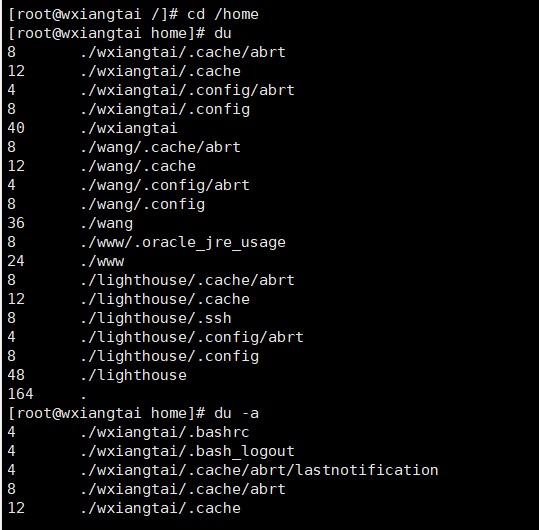 [root@wxiangtai /]# cd /home
[root@wxiangtai home]# du
8       ./wxiangtai/.cache/abrt
12      ./wxiangtai/.cache
4       ./wxiangtai/.config/abrt
8       ./wxiangtai/.config
40      ./wxiangtai
8       ./wang/.cache/abrt
12      ./wang/.cache
4       ./wang/.config/abrt
8       ./wang/.config
36      ./wang
8       ./www/.oracle_jre_usage
24      ./www
8       ./lighthouse/.cache/abrt
12      ./lighthouse/.cache
8       ./lighthouse/.ssh
4       ./lighthouse/.config/abrt
8       ./lighthouse/.config
48      ./lighthouse
164     .
[root@wxiangtai home]# du -a
4       ./wxiangtai/.bashrc
4       ./wxiangtai/.bash_logout
4       ./wxiangtai/.cache/abrt/lastnotification
8       ./wxiangtai/.cache/abrt
12      ./wxiangtai/.cache